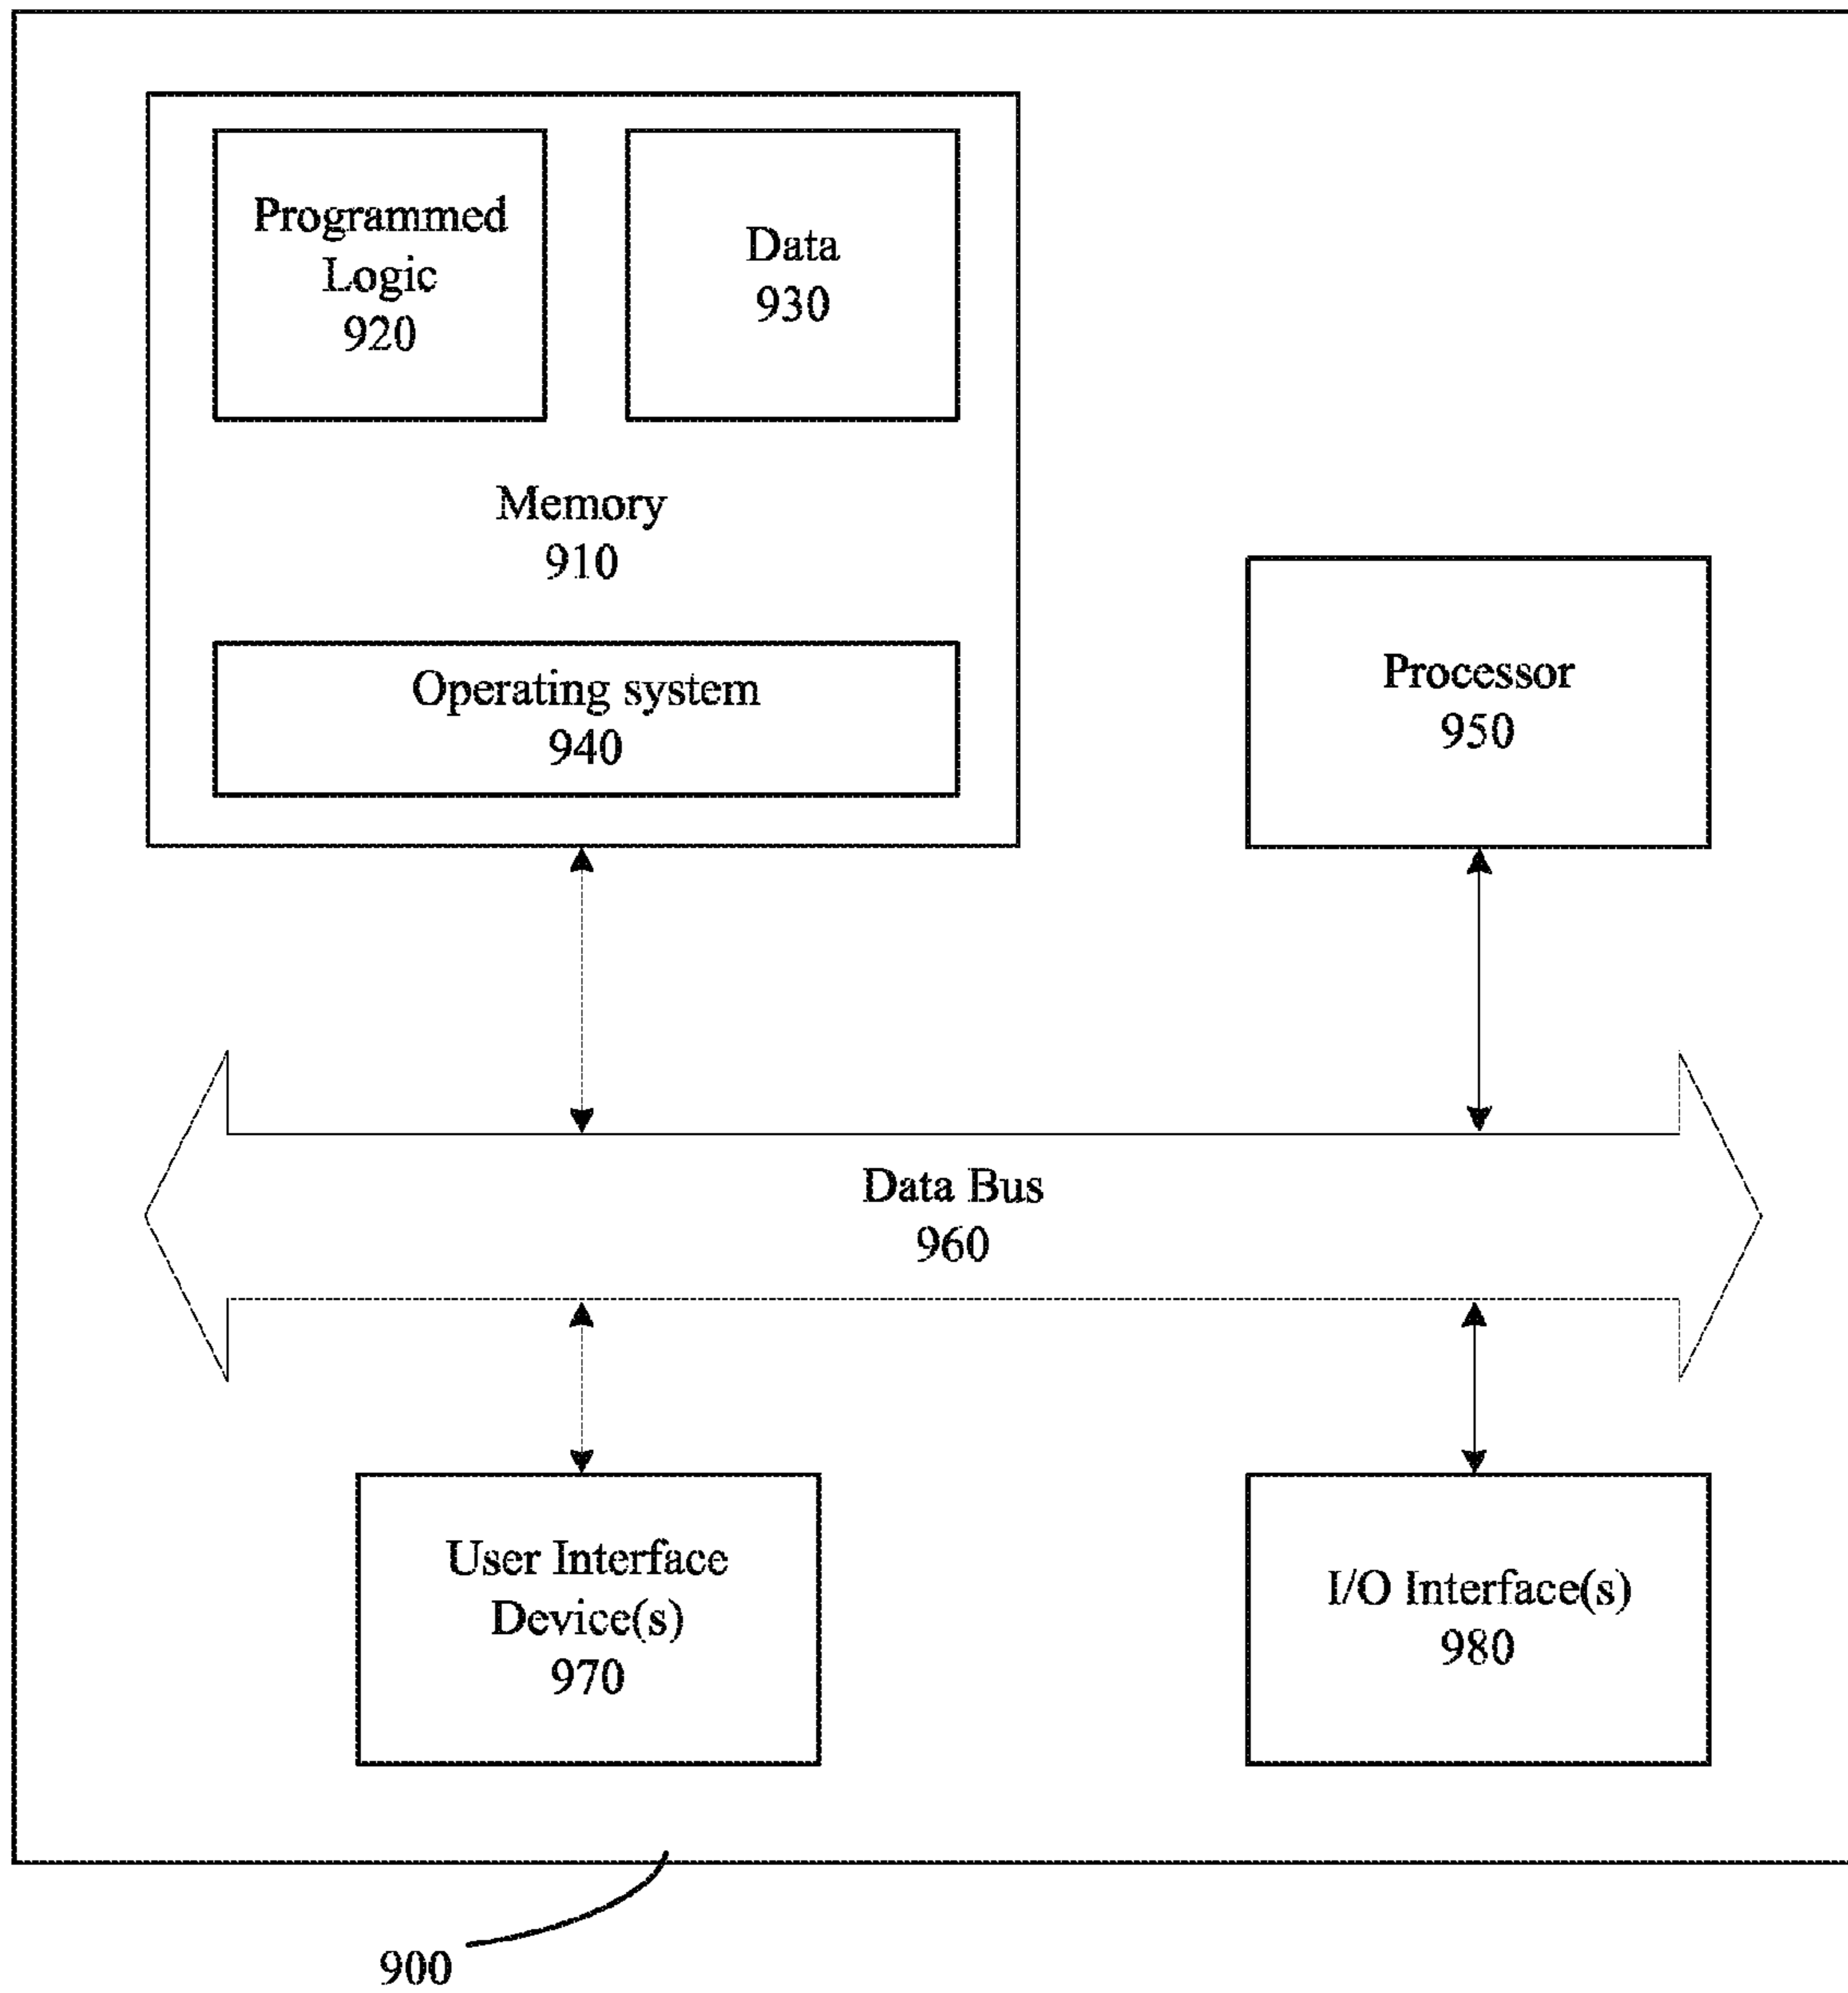 Programmed
Logic
920
Data
930
Memory
910
Operating system
940
Processor
950
Data Bus
960
User Interface
Device(s)
970
I/O Interface(s)
980
900